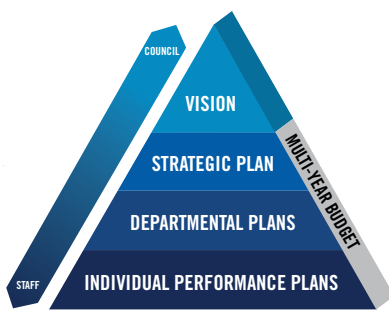 COUNCIL
VISION
STRATEGIC PLAN
MULTI-YEAR BUDGET
DEPARTMENTAL PLANS
INDIVIDUAL PERFORMANCE PLANS
STAFF